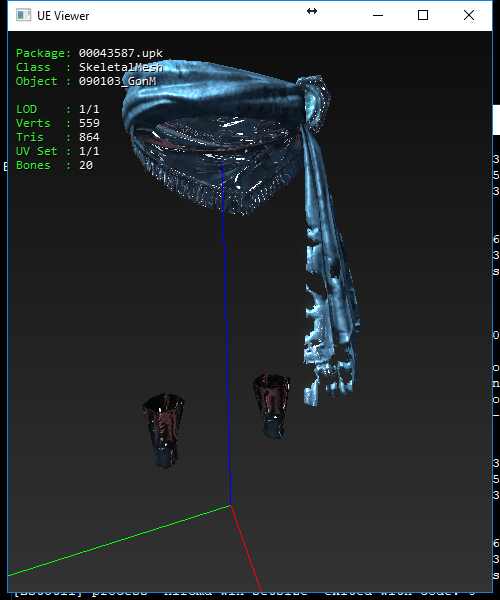 UE Viewer
Package: 00043587.upk
Class : SkeletalMesh
Object : 090103_GonM
LOD : 1/1
Verts : 559
Tris : 864
UV Set : 1/1
Bones : 20